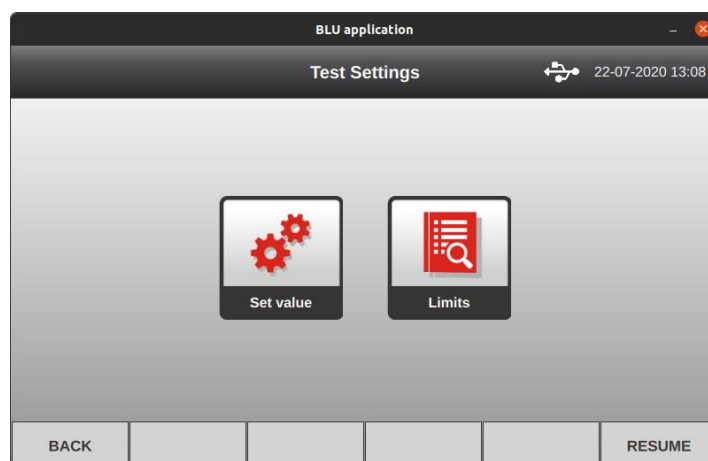 BLU application
Test Settings
22-07-2020 13:08
Set value
Limits
BACK
RESUME